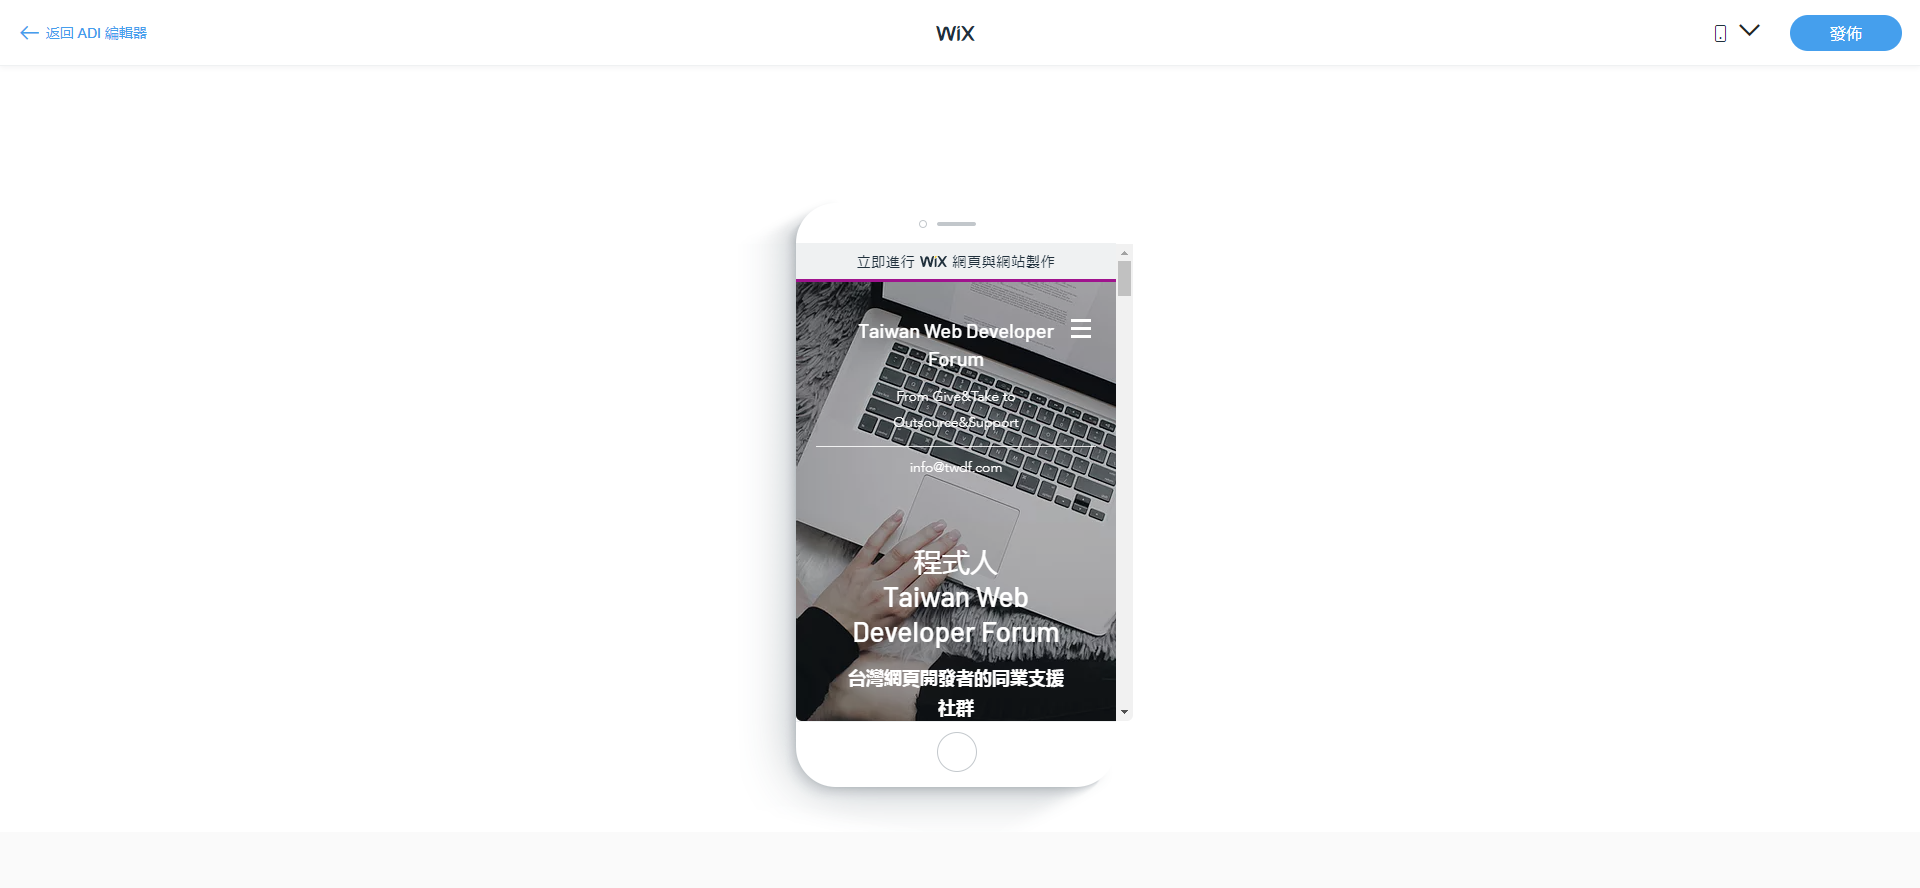 返回 ADI 編輯器
WiX
發佈
立即進行 WiX 網頁與網站製作
Taiwan Web Developer
Forum
From Give&Take to
Outsource&Support
info@twdf.com
程式人
Taiwan Web
Developer Forum
台灣網頁開發者的同業支援
社群